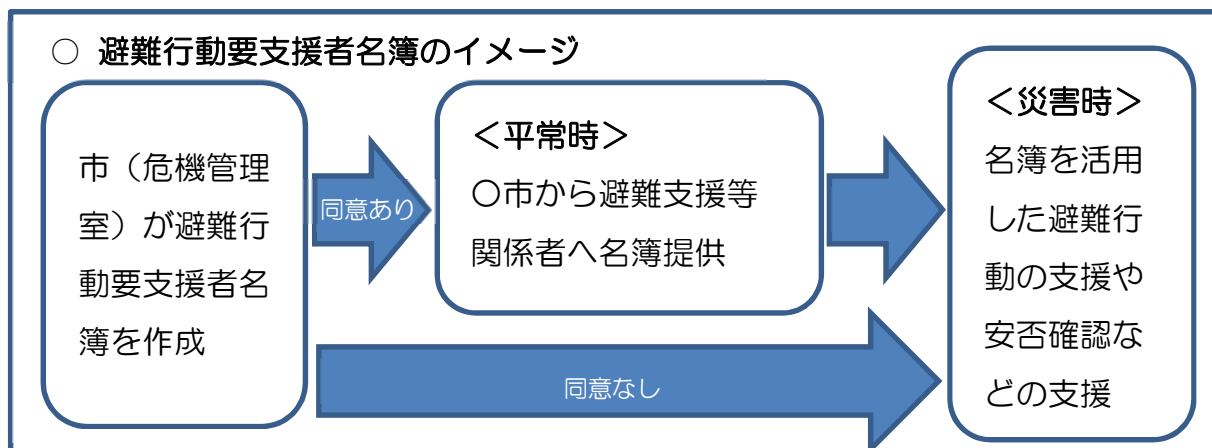 ○ 避難行動要支援者名簿のイメージ
市（危機管理
室）が避難行
動要支援者名
簿を作成
同意あり
＜平常時＞
〇市から避難支援等
関係者へ名簿提供
同意なし
＜災害時＞
名簿を活用
した避難行
動の支援や
安否確認な
どの支援